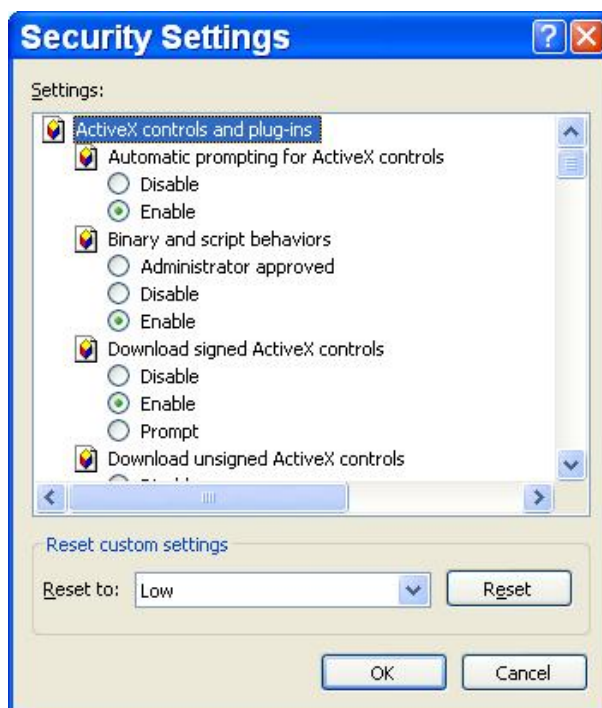 Security Settings
Settings:
ActiveX controls and plug-ins
Automatic prompting for ActiveX controls
Disable
Enable
Binary and script behaviors
Administrator approved
Disable
Enable
Download signed ActiveX controls
Disable
Enable
Prompt
Download unsigned ActiveX controls
Reset custom settings
Reset to: Low Reset
OK Cancel